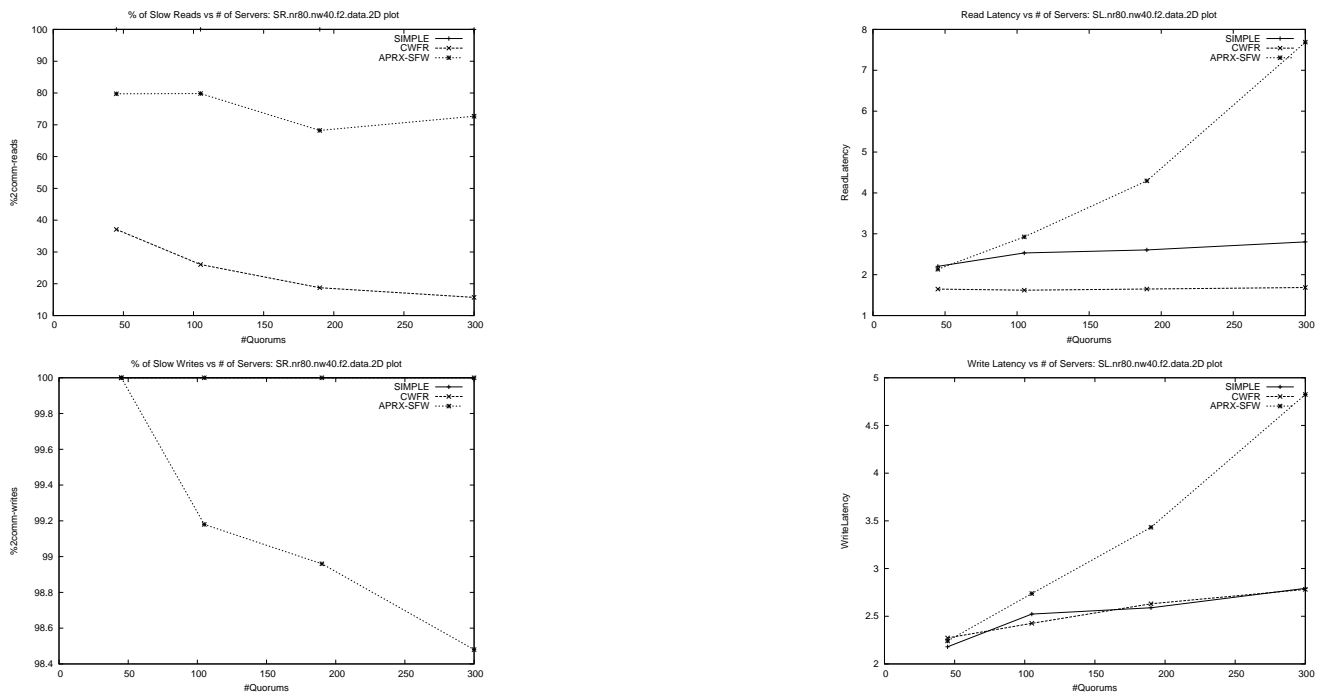 % of Slow Reads vs # of Servers: SR.nr80.nw40.f2.data.2D plot
100
90
80
70
60
50
40
30
20
10
%2comm-reads
SIMPLE
CWFR
APRX-SFW
0 50 100 150 200 250 300
#Quorums
Read Latency vs # of Servers: SL.nr80.nw40.f2.data.2D plot
8
7
6
5
4
3
2
1
ReadLatency
SIMPLE
CWFR
APRX-SFW
0 50 100 150 200 250 300
#Quorums
% of Slow Writes vs # of Servers: SR.nr80.nw40.f2.data.2D plot
100
99.8
99.6
99.4
99.2
99
98.8
98.6
98.4
%2comm-writes
SIMPLE
CWFR
APRX-SFW
0 50 100 150 200 250 300
#Quorums
Write Latency vs # of Servers: SL.nr80.nw40.f2.data.2D plot
5
4.5
4
3.5
3
2.5
2
WriteLatency
SIMPLE
CWFR
APRX-SFW
0 50 100 150 200 250 300
#Quorums